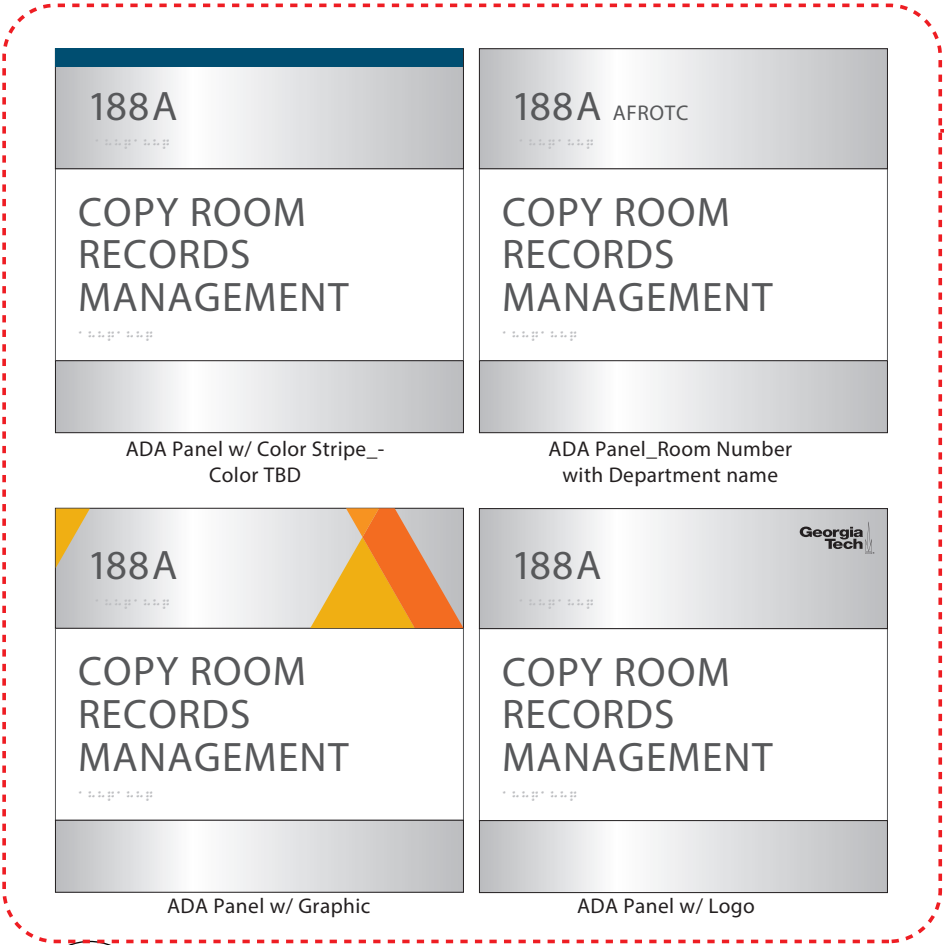 188A
COPY ROOM
RECORDS
MANAGEMENT
ADA Panel w/ Color Stripe_-
Color TBD
188A AFROTC
COPY ROOM
RECORDS
MANAGEMENT
ADA Panel_Room Number
with Department name
188A
COPY ROOM
RECORDS
MANAGEMENT
ADA Panel w/ Graphic
188A
Georgia
Tech
COPY ROOM
RECORDS
MANAGEMENT
ADA Panel w/ Logo